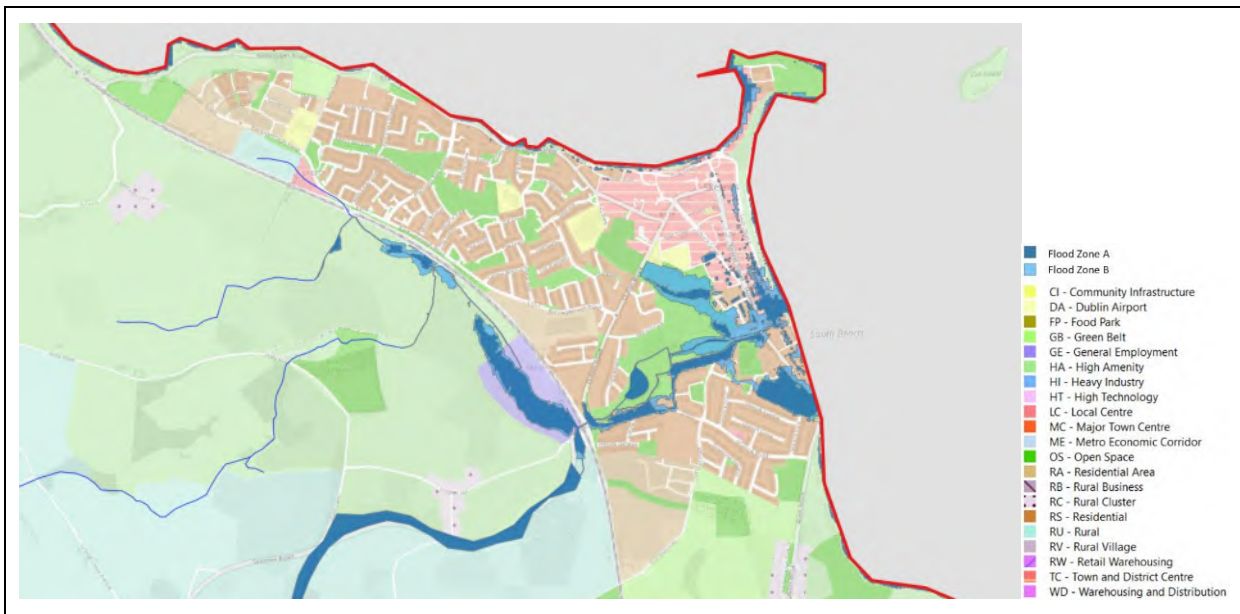 South Beach
Flood Zone A
Flood Zone B
CI - Community Infrastructure
DA - Dublin Airport
FP - Food Park
GB - Green Belt
GE - General Employment
HA - High Amenity
HI - Heavy Industry
HT - High Technology
LC - Local Centre
MC - Major Town Centre
ME - Metro Economic Corridor
OS - Open Space
RA - Residential Area
RB - Rural Business
RC - Rural Cluster
RS - Residential
RU - Rural
RV - Rural Village
RW - Retail Warehousing
TC - Town and District Centre
WD - Warehousing and Distribution